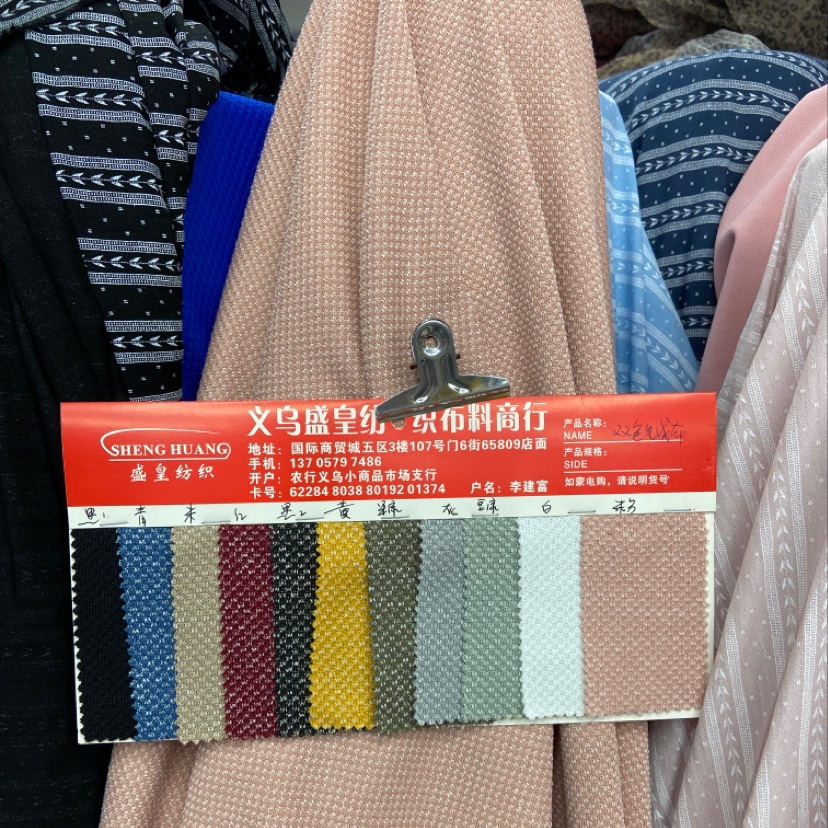 义乌盛皇纺 织布料商行
SHENG HUANG
盛皇纺织
地址：国际商贸城五区3楼107号门6街65809店面
手机：137 0579 7486
开户：农行义乌小商品市场支行
卡号：62284 8038 80192 01374 户名：李建富
产品名称：
NAME 双色
产品规格：
SIDE
如蒙电购，请说明货号
黑1 青 米 红 黑2 黄 绿 灰 绿 白 粉